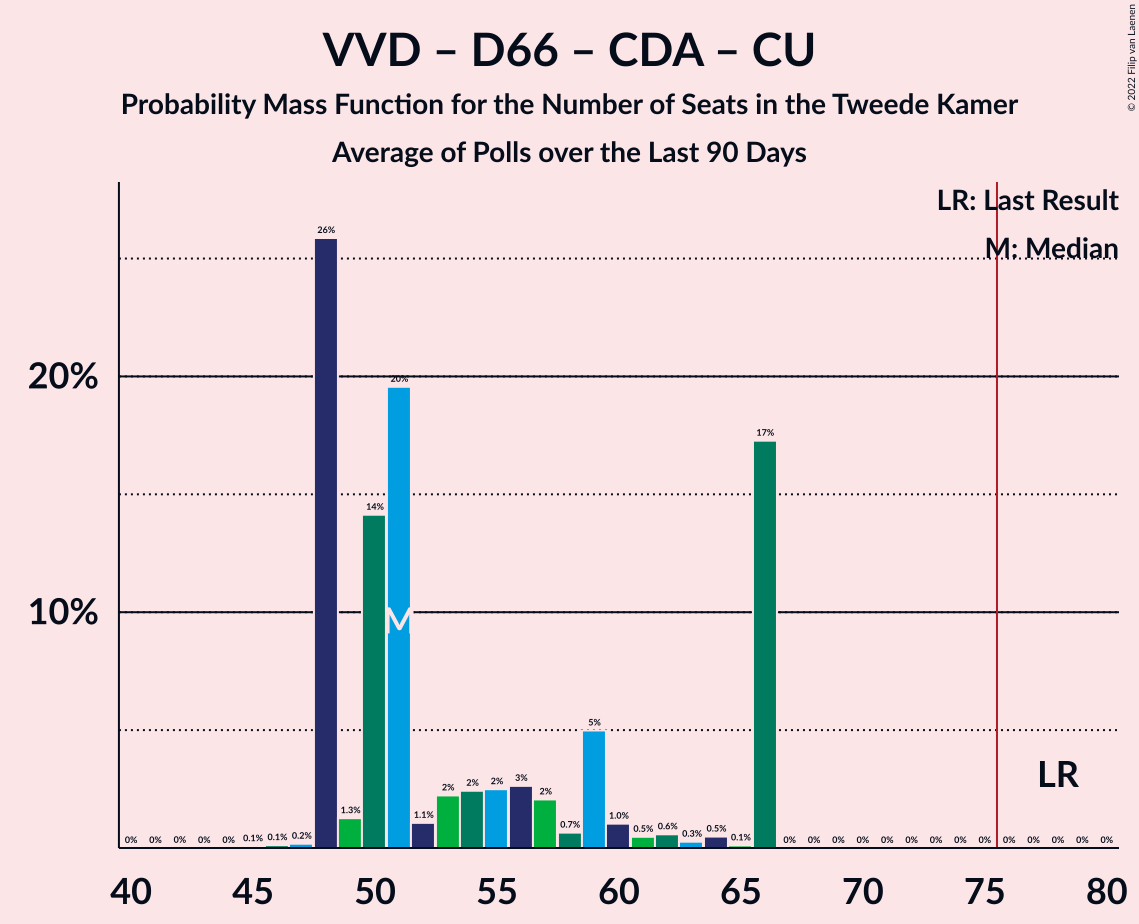 VVD – D66 – CDA – CU
Probability Mass Function for the Number of Seats in the Tweede Kamer
Average of Polls over the Last 90 Days
© 2022 Filip van Laenen
LR: Last Result
M: Median
20%
10%
0% 0% 0% 0% 0% 0.1% 0.1% 0.2% 26% 1.3% 14% 20% 1.1% 2% 2% 2% 3% 2% 0.7% 5% 1.0% 0.5% 0.6% 0.3% 0.5% 0.1% 17% 0% 0% 0% 0% 0% 0% 0% 0% 0% 0% 0% 0% 0% 0%
M
LR
40 45 50 55 60 65 70 75 80